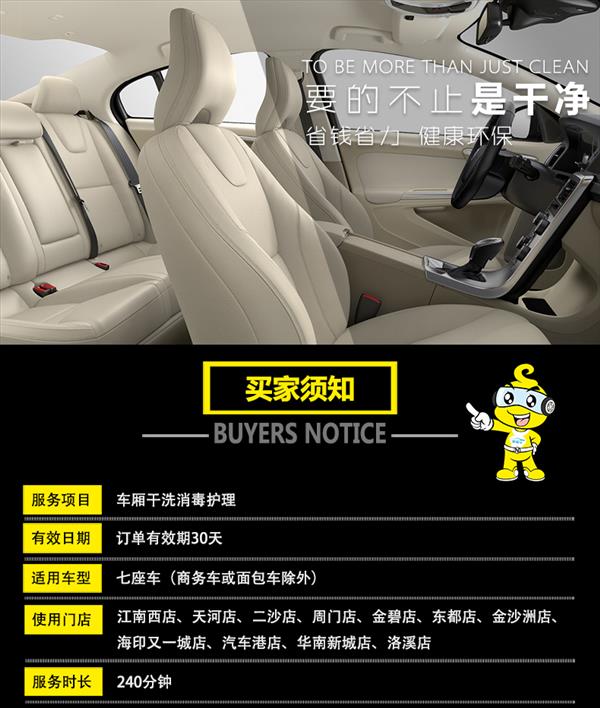 TO BE MORE THAN JUST CLEAN
要的不止是干净
省钱省力 健康环保
买家须知
BUYERS NOTICE
服务项目 车厢干洗消毒护理
有效日期 订单有效期30天
适用车型 七座车（商务车或面包车除外）
使用门店 江南西店、天河店、二沙店、周门店、金碧店、东都店、金沙洲店、
海印又一城店、汽车港店、华南新城店、洛溪店
服务时长 240分钟